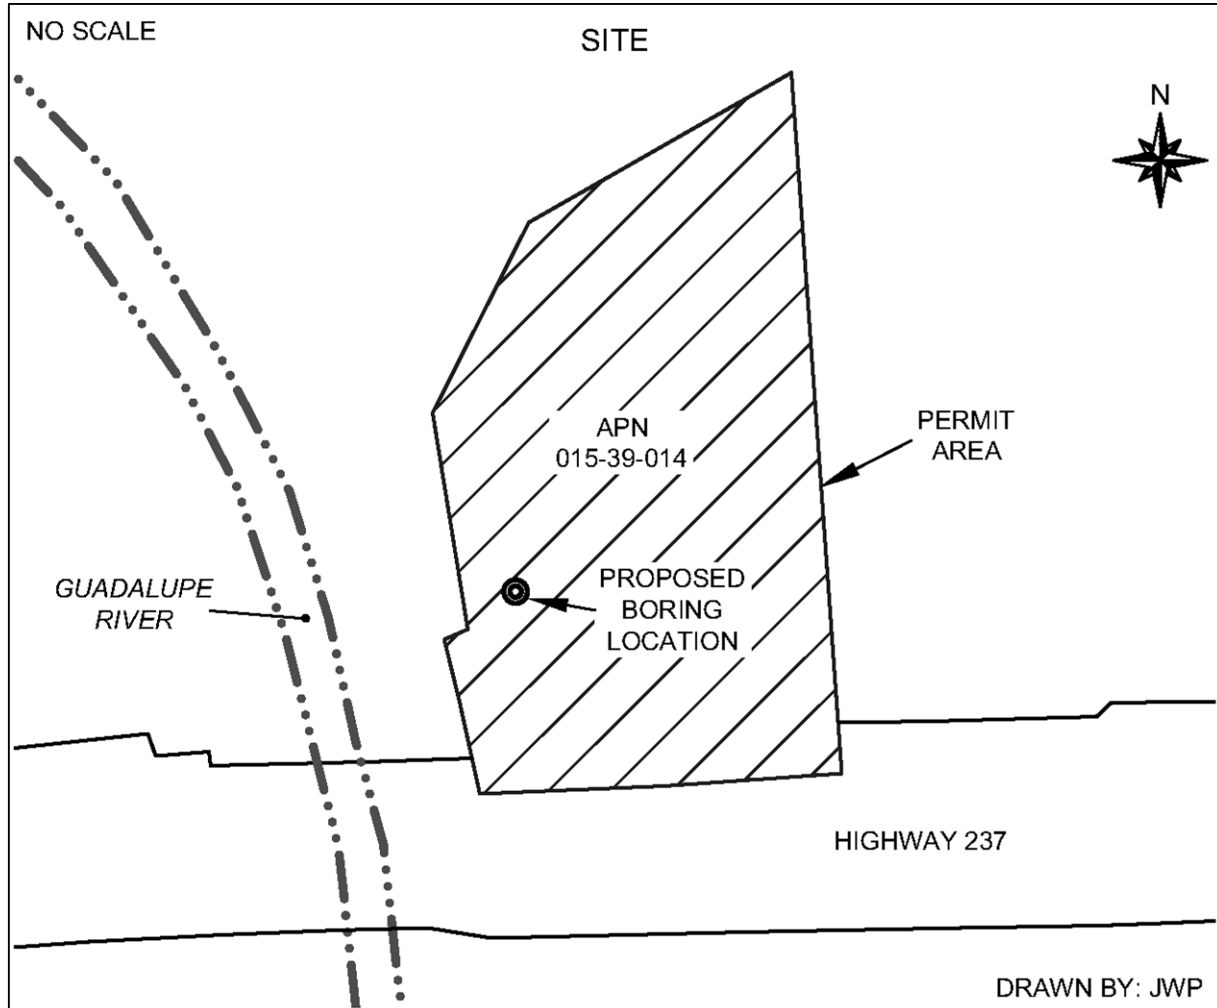 NO SCALE
SITE
N
APN
015-39-014
PERMIT
AREA
PROPOSED
BORING
LOCATION
GUADALUPE
RIVER
HIGHWAY 237
DRAWN BY: JWP